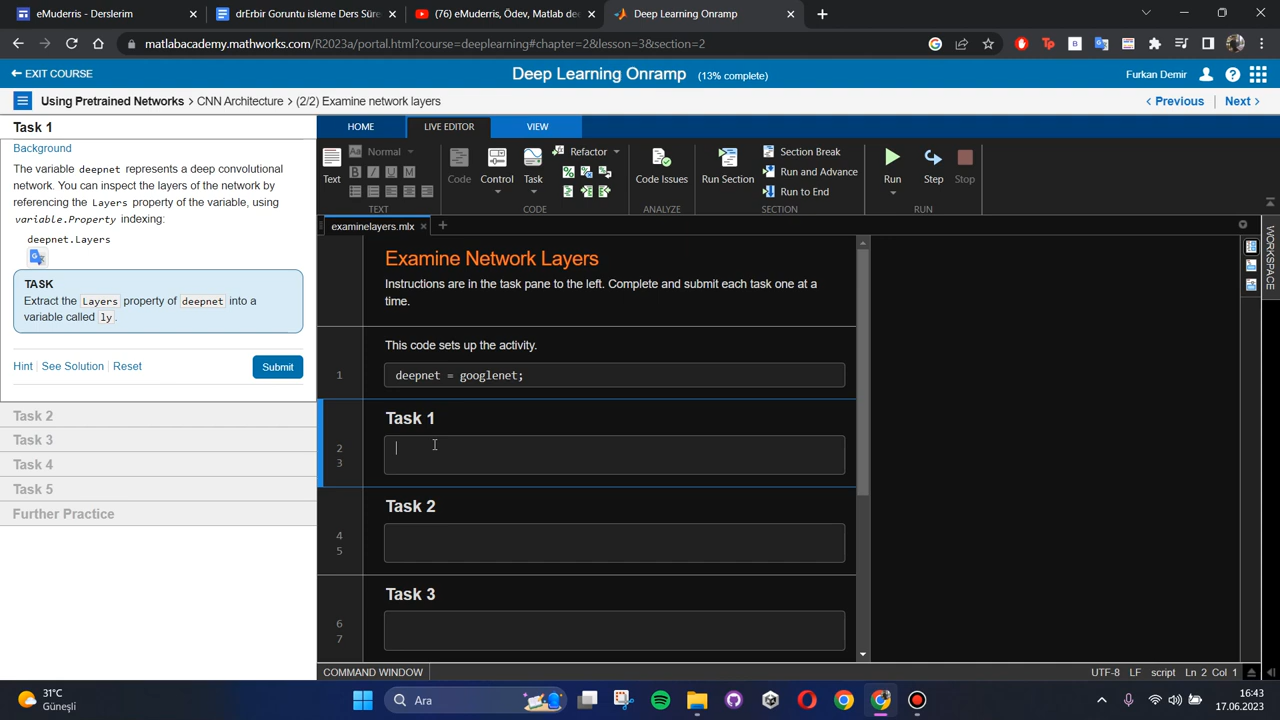 eMuderris - Derslerim
drErbir Goruntu isleme Ders Süre
(76) eMuderris, Ödev, Matlab de
Deep Learning Onramp
matlabacademy.mathworks.com/R2023a/portal.html?course=deeplearning#chapter=2&lesson=3&section=2
EXIT COURSE
Deep Learning Onramp (13% complete)
Furkan Demir
Using Pretrained Networks > CNN Architecture > (2/2) Examine network layers
Previous
Next
Task 1
Background
The variable deepnet represents a deep convolutional
network. You can inspect the layers of the network by
referencing the Layers property of the variable, using
variable.Property indexing:
deepnet.Layers
TASK
Extract the Layers property of deepnet into a
variable called ly.
Hint
See Solution
Reset
Submit
Task 2
Task 3
Task 4
Task 5
Further Practice
HOME
LIVE EDITOR
VIEW
Text
Aa Normal
B I U M
TEXT
Code
Control
Task
Refactor
CODE
Code Issues
ANALYZE
Run Section
Section Break
Run and Advance
Run to End
SECTION
Run
Step
Stop
RUN
examinelayers.mlx
WORKSPACE
Examine Network Layers
Instructions are in the task pane to the left. Complete and submit each task one at a
time.
This code sets up the activity.
1 deepnet = googlenet;
Task 1
2
3
Task 2
4
5
Task 3
6
7
COMMAND WINDOW
UTF-8 LF script Ln 2 Col 1
31°C
Güneşli
Ara
16:43
17.06.2023